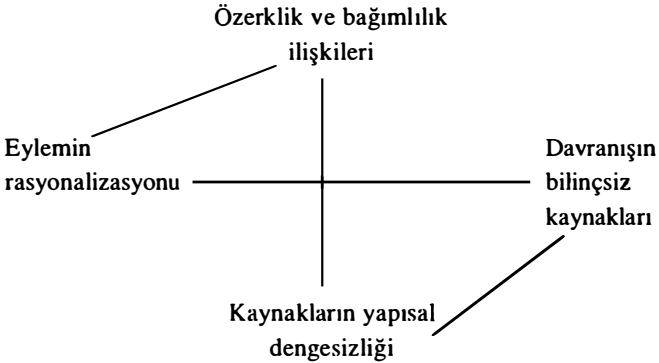 Özerklik ve bağımlılık
ilişkileri
Eylemin
rasyonalizasyonu
Davranışın
bilinçsiz
kaynakları
Kaynakların yapısal
dengesizliği